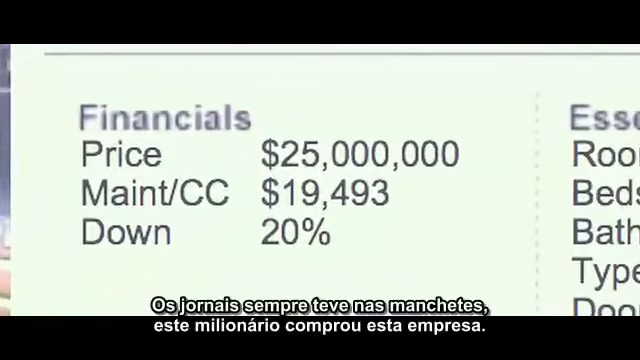 Financials
Price $25,000,000
Maint/CC $19,493
Down 20%
Type
Os jornais sempre teve nas manchetes,
este milionário comprou esta empresa.